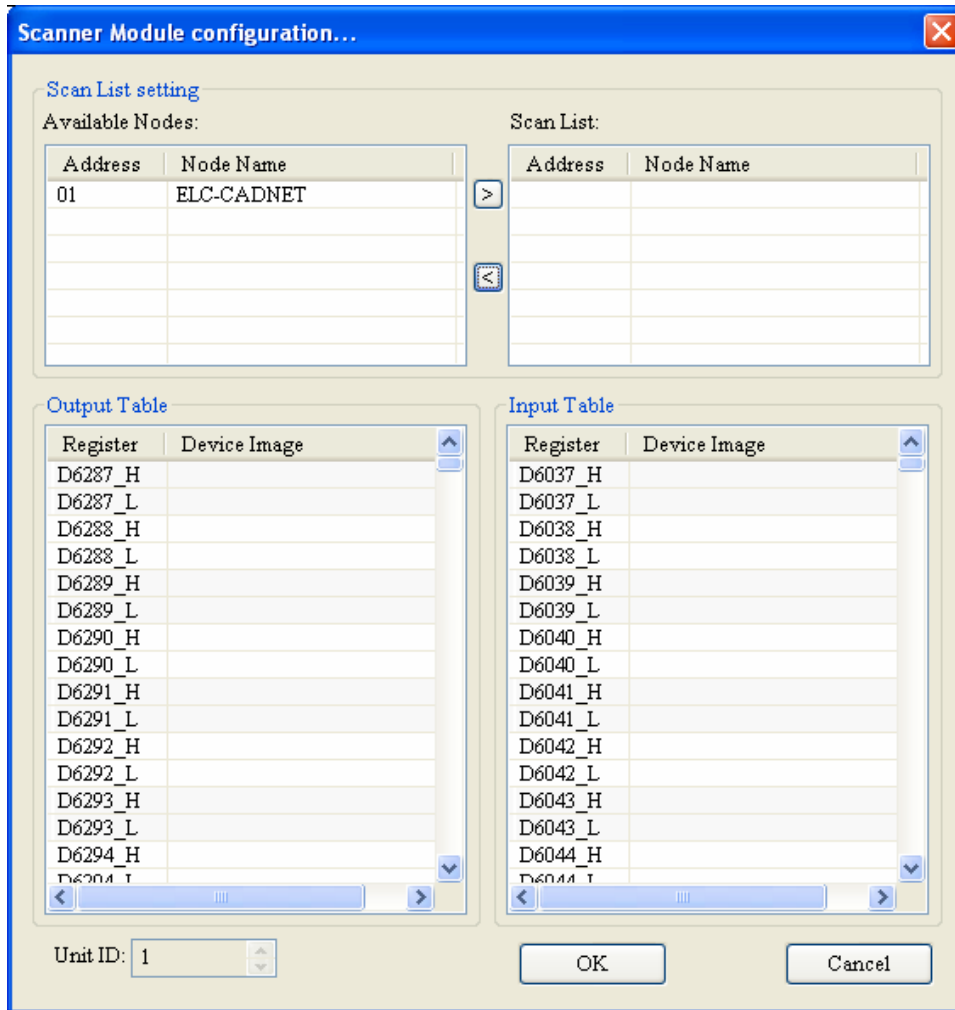 Scanner Module configuration...
Scan List setting
Available Nodes:
Scan List:
Address Node Name
Address Node Name
01 ELC-CADNET
>
<
Output Table
Input Table
Register Device Image
Register Device Image
D6287_H
D6037_H
D6287_L
D6037_L
D6288_H
D6038_H
D6288_L
D6038_L
D6289_H
D6039_H
D6289_L
D6039_L
D6290_H
D6040_H
D6290_L
D6040_L
D6291_H
D6041_H
D6291_L
D6041_L
D6292_H
D6042_H
D6292_L
D6042_L
D6293_H
D6043_H
D6293_L
D6043_L
D6294_H
D6044_H
D6294_L
D6044_L
Unit ID: 1
OK
Cancel